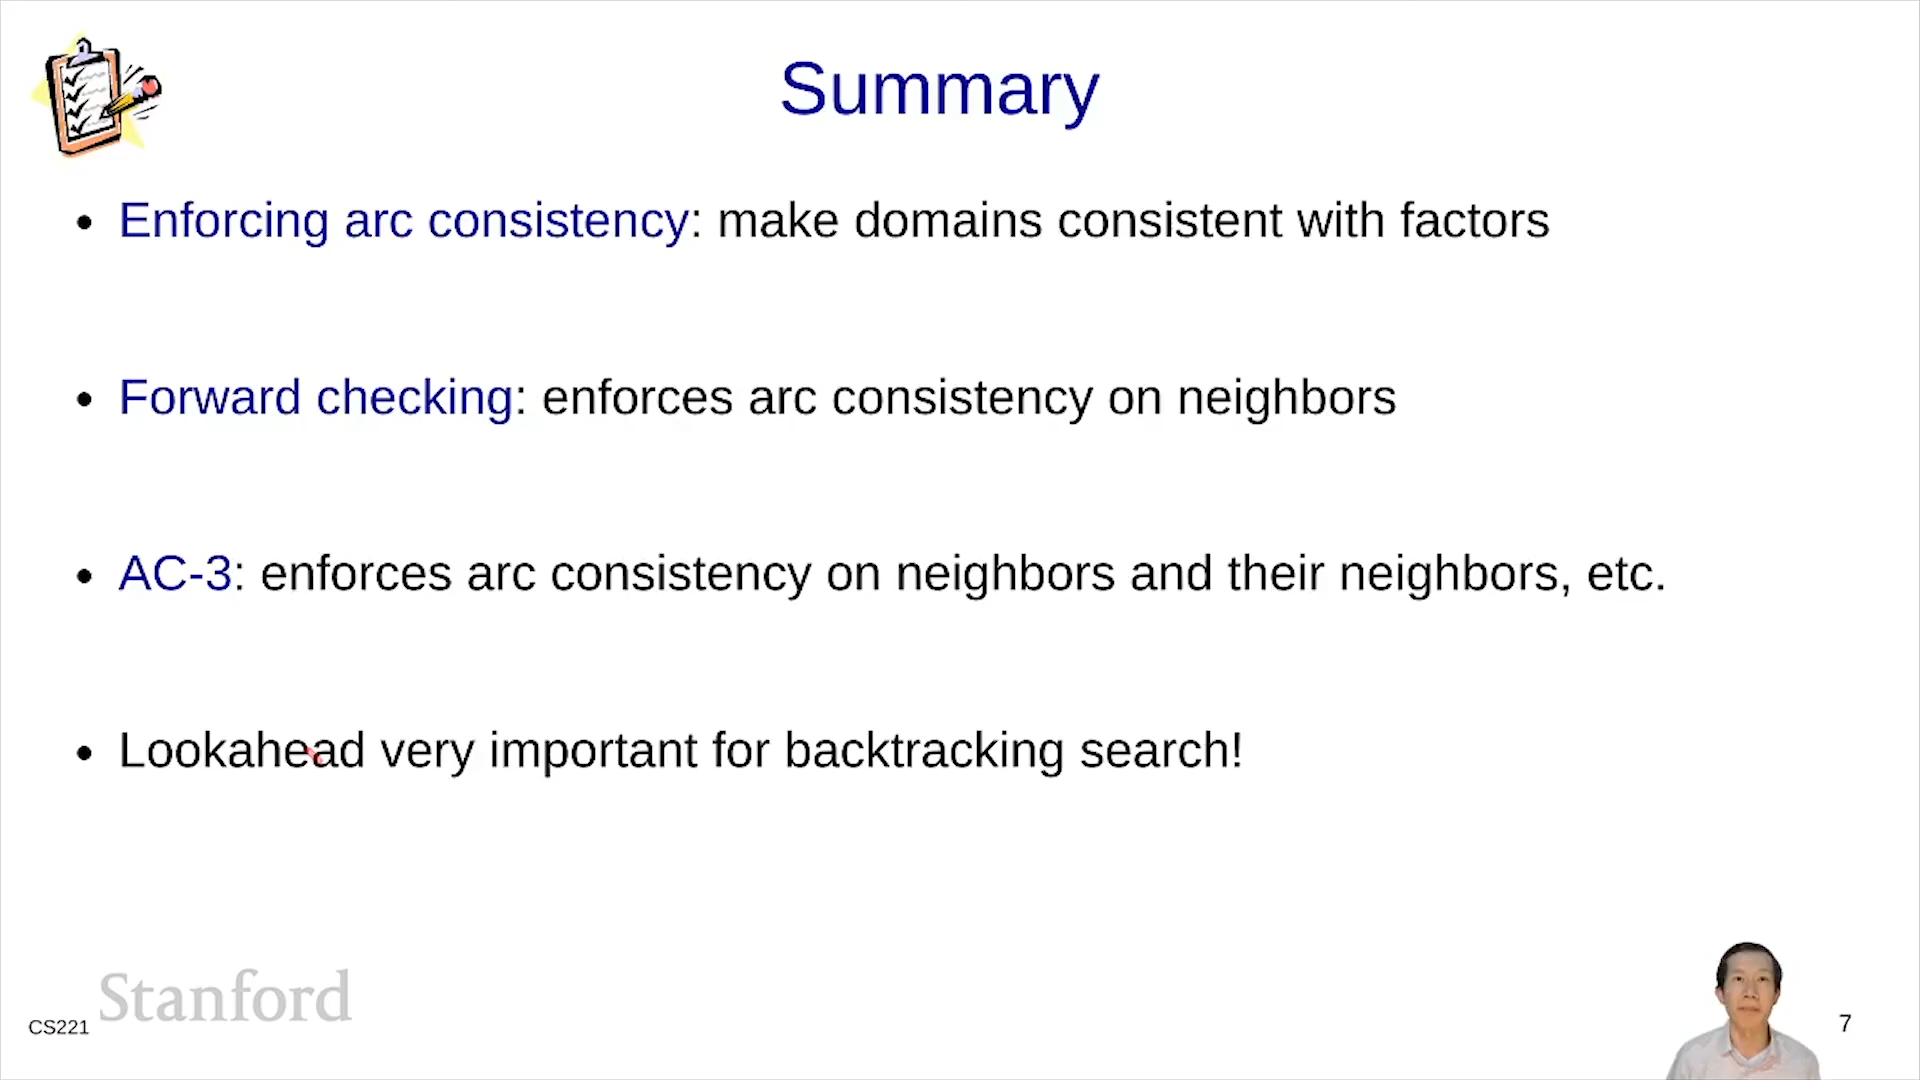 Summary
• Enforcing arc consistency: make domains consistent with factors
• Forward checking: enforces arc consistency on neighbors
• AC-3: enforces arc consistency on neighbors and their neighbors, etc.
• Lookahead very important for backtracking search!
Stanford
CS221
7